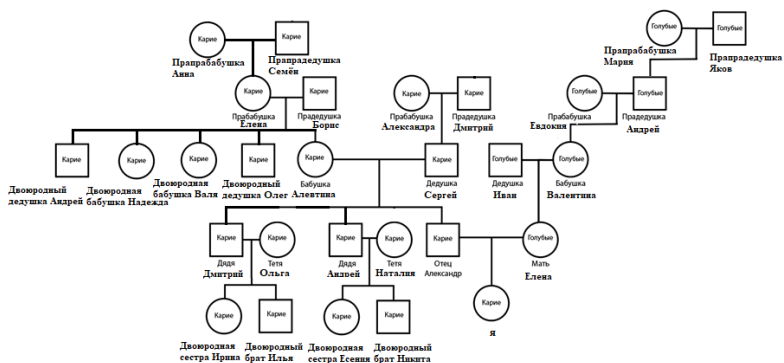 Карие
Прапрабабушка
Анна
Карие
Прапрадедушка
Семён
Голубые
Прапрабабушка
Мария
Голубые
Прапрадедушка
Яков
Карие
Прабабушка
Елена
Карие
Прадедушка
Борис
Карие
Прабабушка
Александра
Карие
Прадедушка
Дмитрий
Голубые
Прабабушка
Евдокия
Голубые
Прадедушка
Андрей
Карие
Двоюродный
дедушка Андрей
Карие
Двоюродная
бабушка Надежда
Карие
Двоюродная
бабушка Валя
Карие
Двоюродный
дедушка Олег
Карие
Бабушка
Алевтина
Карие
Дедушка
Сергей
Голубые
Дедушка
Иван
Голубые
Бабушка
Валентина
Карие
Дядя
Дмитрий
Карие
Тетя
Ольга
Карие
Дядя
Андрей
Карие
Тетя
Наталия
Карие
Отец
Александр
Голубые
Мать
Елена
Карие
Двоюродная
сестра Ирина
Карие
Двоюродный
брат Илья
Карие
Двоюродная
сестра Есения
Карие
Двоюродный
брат Никита
Карие
Я